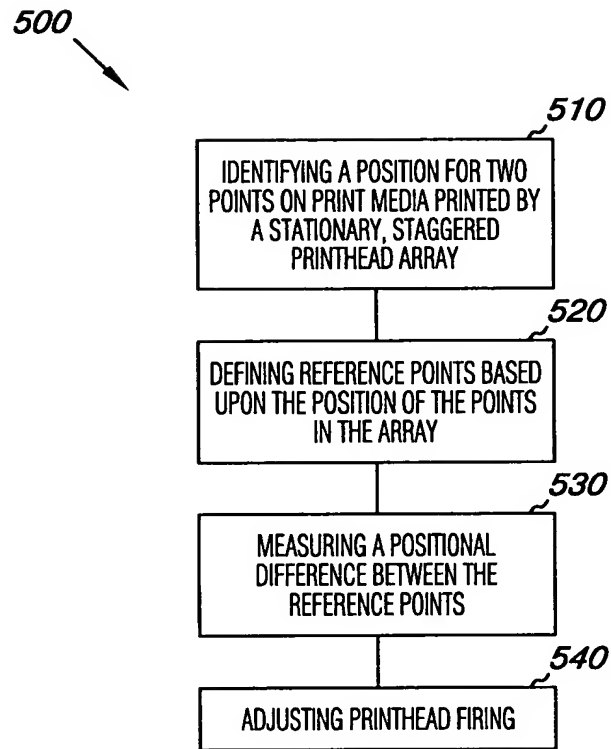 500
510
IDENTIFYING A POSITION FOR TWO
POINTS ON PRINT MEDIA PRINTED BY
A STATIONARY, STAGGERED
PRINTHEAD ARRAY
520
DEFINING REFERENCE POINTS BASED
UPON THE POSITION OF THE POINTS
IN THE ARRAY
530
MEASURING A POSITIONAL
DIFFERENCE BETWEEN THE
REFERENCE POINTS
540
ADJUSTING PRINTHEAD FIRING